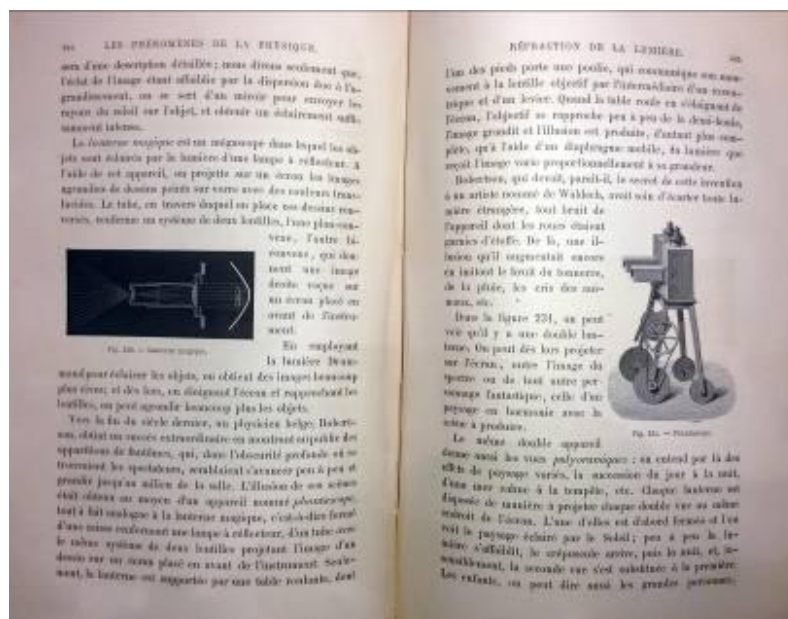 LES PHÉNOMÈNES DE LA PHYSIQUE.
sera d'une description détaillée; nous dirons seulement que,
l'éclat de l'image étant affaibli par la dispersion due à l'a-
grandissement, on se sert d'un miroir pour envoyer les
rayons du soleil sur l'objet, et obtenir un éclairement suffi-
samment intense.
La lanterne magique est un mégascope dans lequel les ob-
jets sont éclairés par la lumière d'une lampe à réflecteur. A
l'aide de cet appareil, on projette sur un écran les images
agrandies de dessins peints sur verre avec des couleurs trans-
lucides. Le tube, en travers duquel on place ces dessins ren-
versés, renferme un système de deux lentilles, l'une plan-con-
vexe, l'autre bi-
convexe, qui don-
nent une image
droite reçue sur
un écran placé en
avant de l'instru-
ment.
En employant
la lumière Drum-
mond pour éclairer les objets, on obtient des images beaucoup
plus vives; et dès lors, en éloignant l'écran et rapprochant les
lentilles, on peut agrandir beaucoup plus les objets.
Fig. — Lanterne magique.
Vers la fin du siècle dernier, un physicien belge, Robert-
son, obtint un succès extraordinaire en montrant au public des
apparitions de fantômes, qui, dans l'obscurité profonde où se
trouvaient les spectateurs, semblaient s'avancer peu à peu et
grandir jusqu'au milieu de la salle. L'illusion de ces scènes
était obtenue au moyen d'un appareil nommé phantascope,
tout à fait analogue à la lanterne magique, c'est-à-dire formé
d'une caisse renfermant une lampe à réflecteur, d'un tube avec
le même système de deux lentilles projetant l'image d'un
dessin sur un écran placé en avant de l'instrument. Seule-
ment, la lanterne est supportée par une table roulante, dont
RÉFRACTION DE LA LUMIÈRE.
l'un des pieds porte une poulie, qui communique son mou-
vement à la lentille objectif par l'intermédiaire d'un excen-
trique et d'un levier. Quand la table roule en s'éloignant de
l'écran, l'objectif se rapproche peu à peu de la demi-boule,
l'image grandit et l'illusion est produite, d'autant plus com-
plète, qu'à l'aide d'un diaphragme mobile, la lumière que
reçoit l'image varie proportionnellement à sa grandeur.
Robertson, qui devait, paraît-il, le secret de cette invention
à un artiste nommé de Waldech, avait soin d'écarter toute lu-
mière étrangère, tout bruit de
l'appareil dont les roues étaient
garnies d'étoffe. De là, une il-
lusion qu'il augmentait encore
en imitant le bruit du tonnerre,
de la pluie, les cris des ani-
maux, etc.
Dans la figure 231, on peut
voir qu'il y a une double lan-
terne. On peut dès lors projeter
sur l'écran, outre l'image du
spectre ou de tout autre per-
sonnage fantastique, celle d'un
paysage en harmonie avec la
scène à produire.
Fig. 231. —
Le même double appareil
donne aussi les vues polyoramiques; on entend par là des
effets de paysage variés, la succession du jour à la nuit,
d'une mer calme à la tempête, etc. Chaque lanterne est
disposée de manière à projeter chaque double vue au même
endroit de l'écran. L'une d'elles est d'abord fermée et l'on
voit le paysage éclairé par le Soleil; peu à peu la lu-
mière s'affaiblit, le crépuscule arrive, puis la nuit, et, in-
sensiblement, la seconde vue s'est substituée à la première.
Les enfants, on peut dire aussi les grandes personnes,